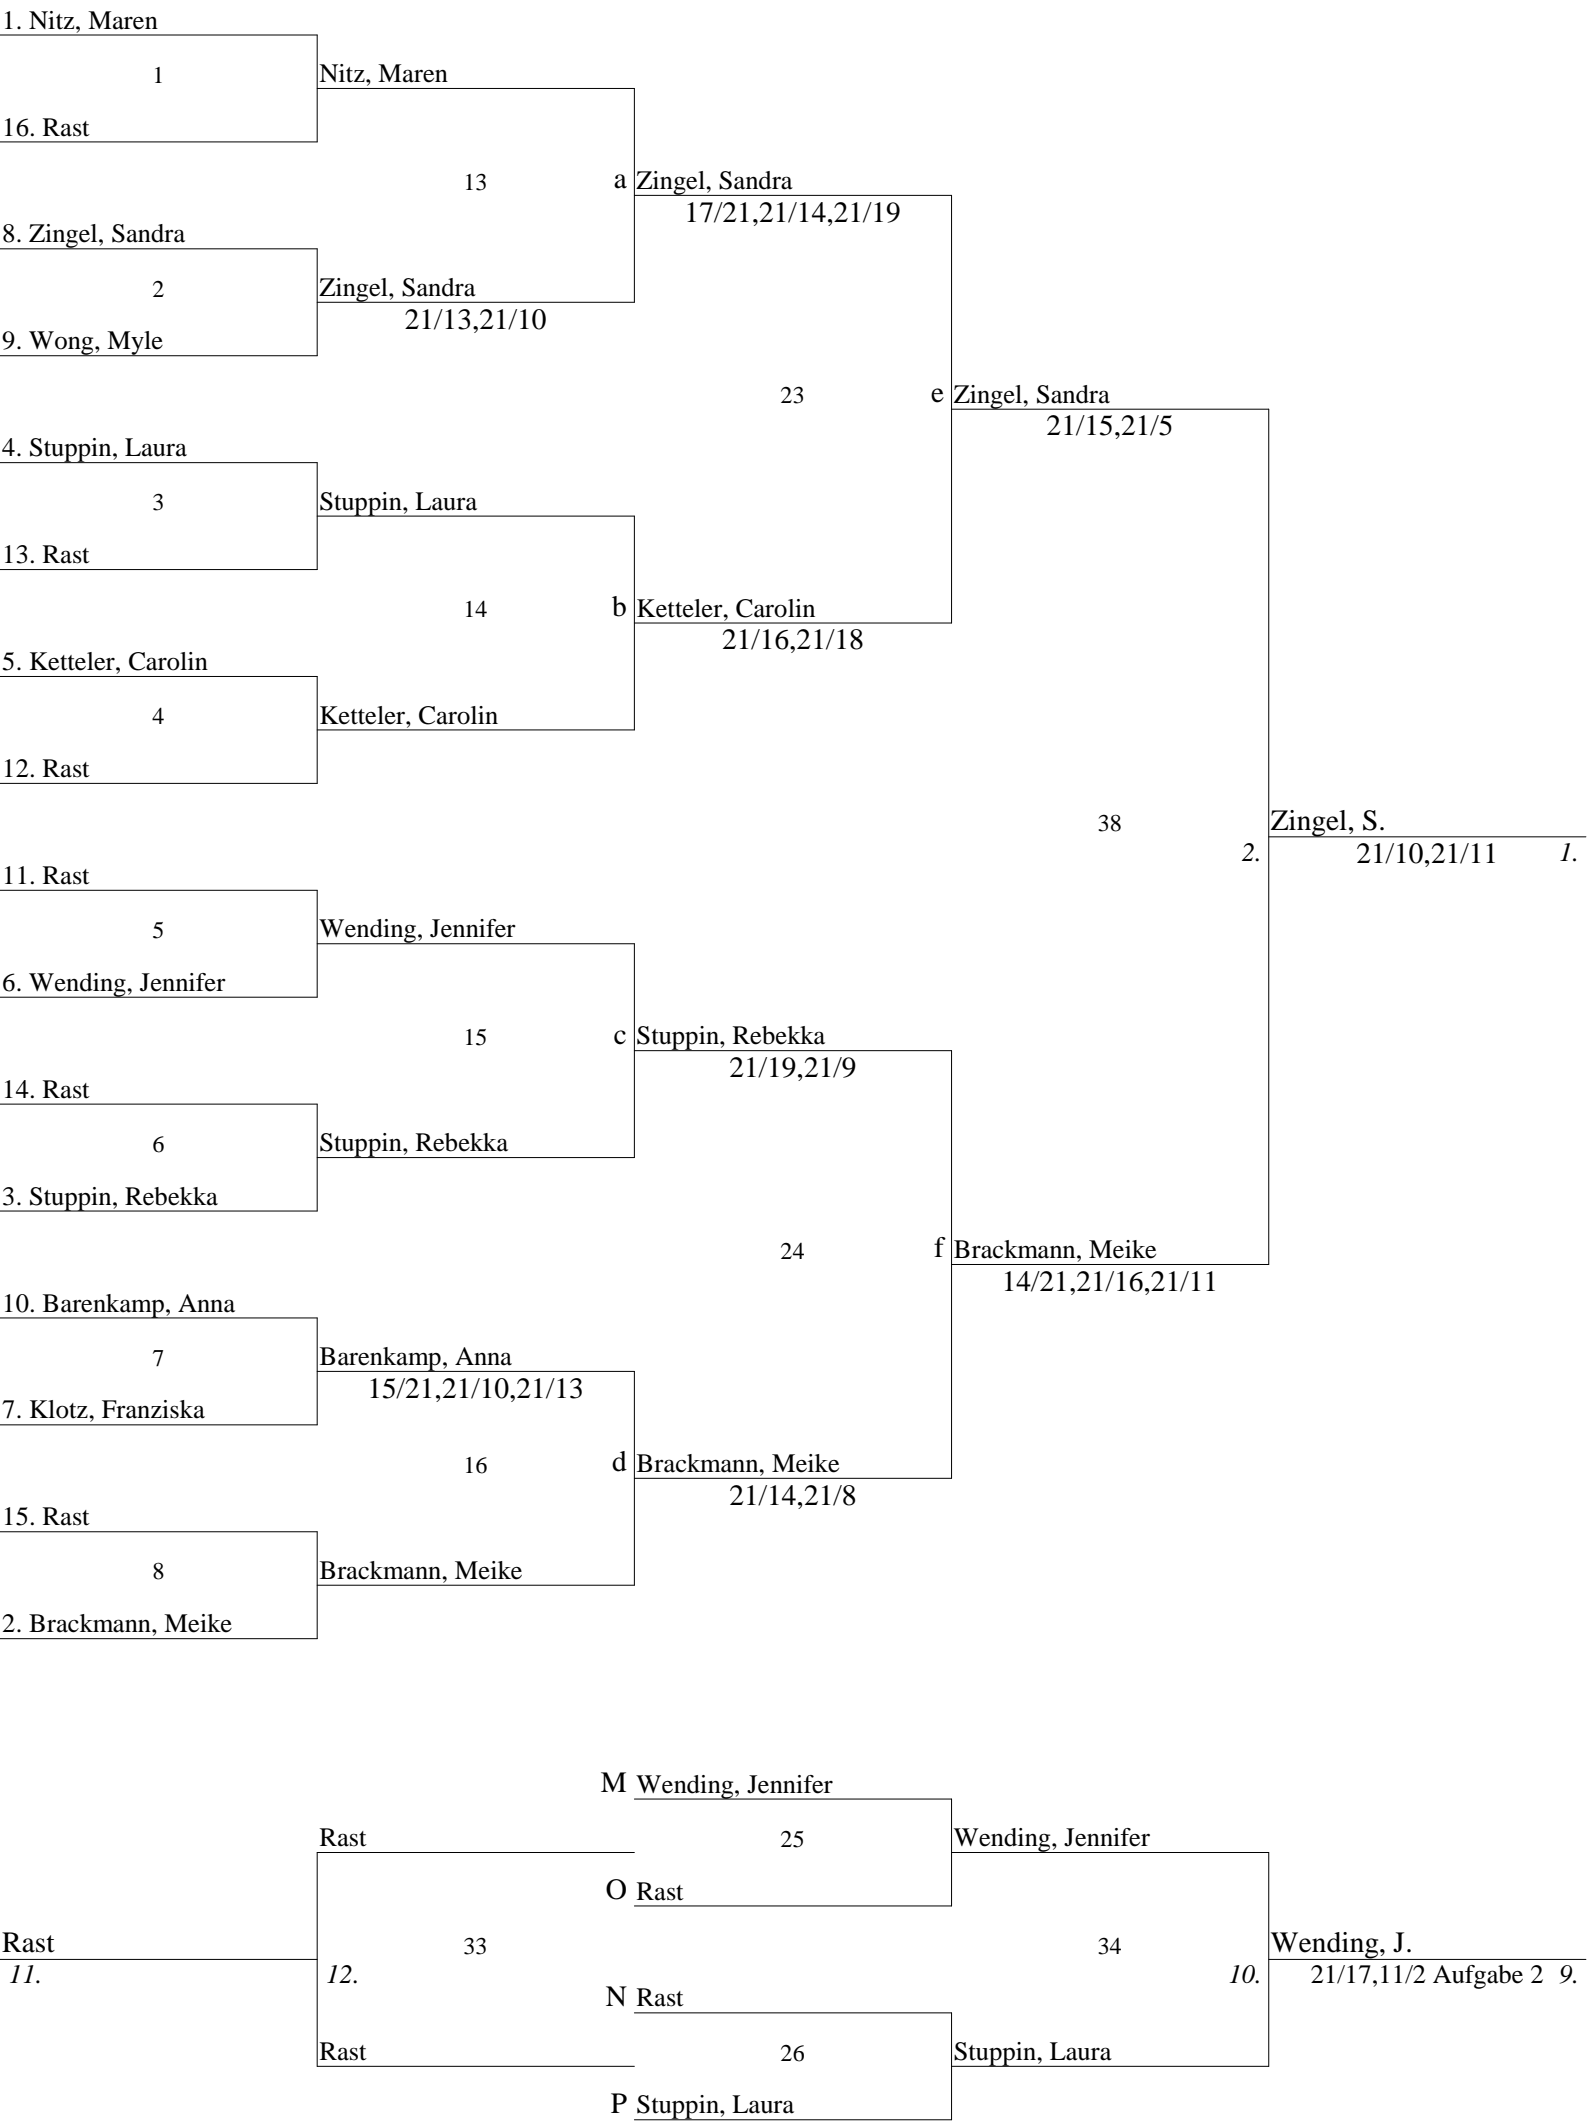 1. Nitz, Maren
1
Nitz, Maren
16. Rast
13
a Zingel, Sandra
17/21,21/14,21/19
8. Zingel, Sandra
2
Zingel, Sandra
21/13,21/10
9. Wong, Myle
23
e Zingel, Sandra
21/15,21/5
4. Stuppin, Laura
3
Stuppin, Laura
13. Rast
14
b Ketteler, Carolin
21/16,21/18
5. Ketteler, Carolin
4
Ketteler, Carolin
12. Rast
38
2.
Zingel, S.
21/10,21/11 1.
11. Rast
5
Wending, Jennifer
6. Wending, Jennifer
15
c Stuppin, Rebekka
21/19,21/9
14. Rast
6
Stuppin, Rebekka
3. Stuppin, Rebekka
24
f Brackmann, Meike
14/21,21/16,21/11
10. Barenkamp, Anna
7
Barenkamp, Anna
15/21,21/10,21/13
7. Klotz, Franziska
16
d Brackmann, Meike
21/14,21/8
15. Rast
8
Brackmann, Meike
2. Brackmann, Meike
M Wending, Jennifer
Rast
25
Wending, Jennifer
O Rast
Rast
11.
12.
33
34
10.
Wending, J.
21/17,11/2 Aufgabe 2 9.
N Rast
Rast
26
Stuppin, Laura
P Stuppin, Laura